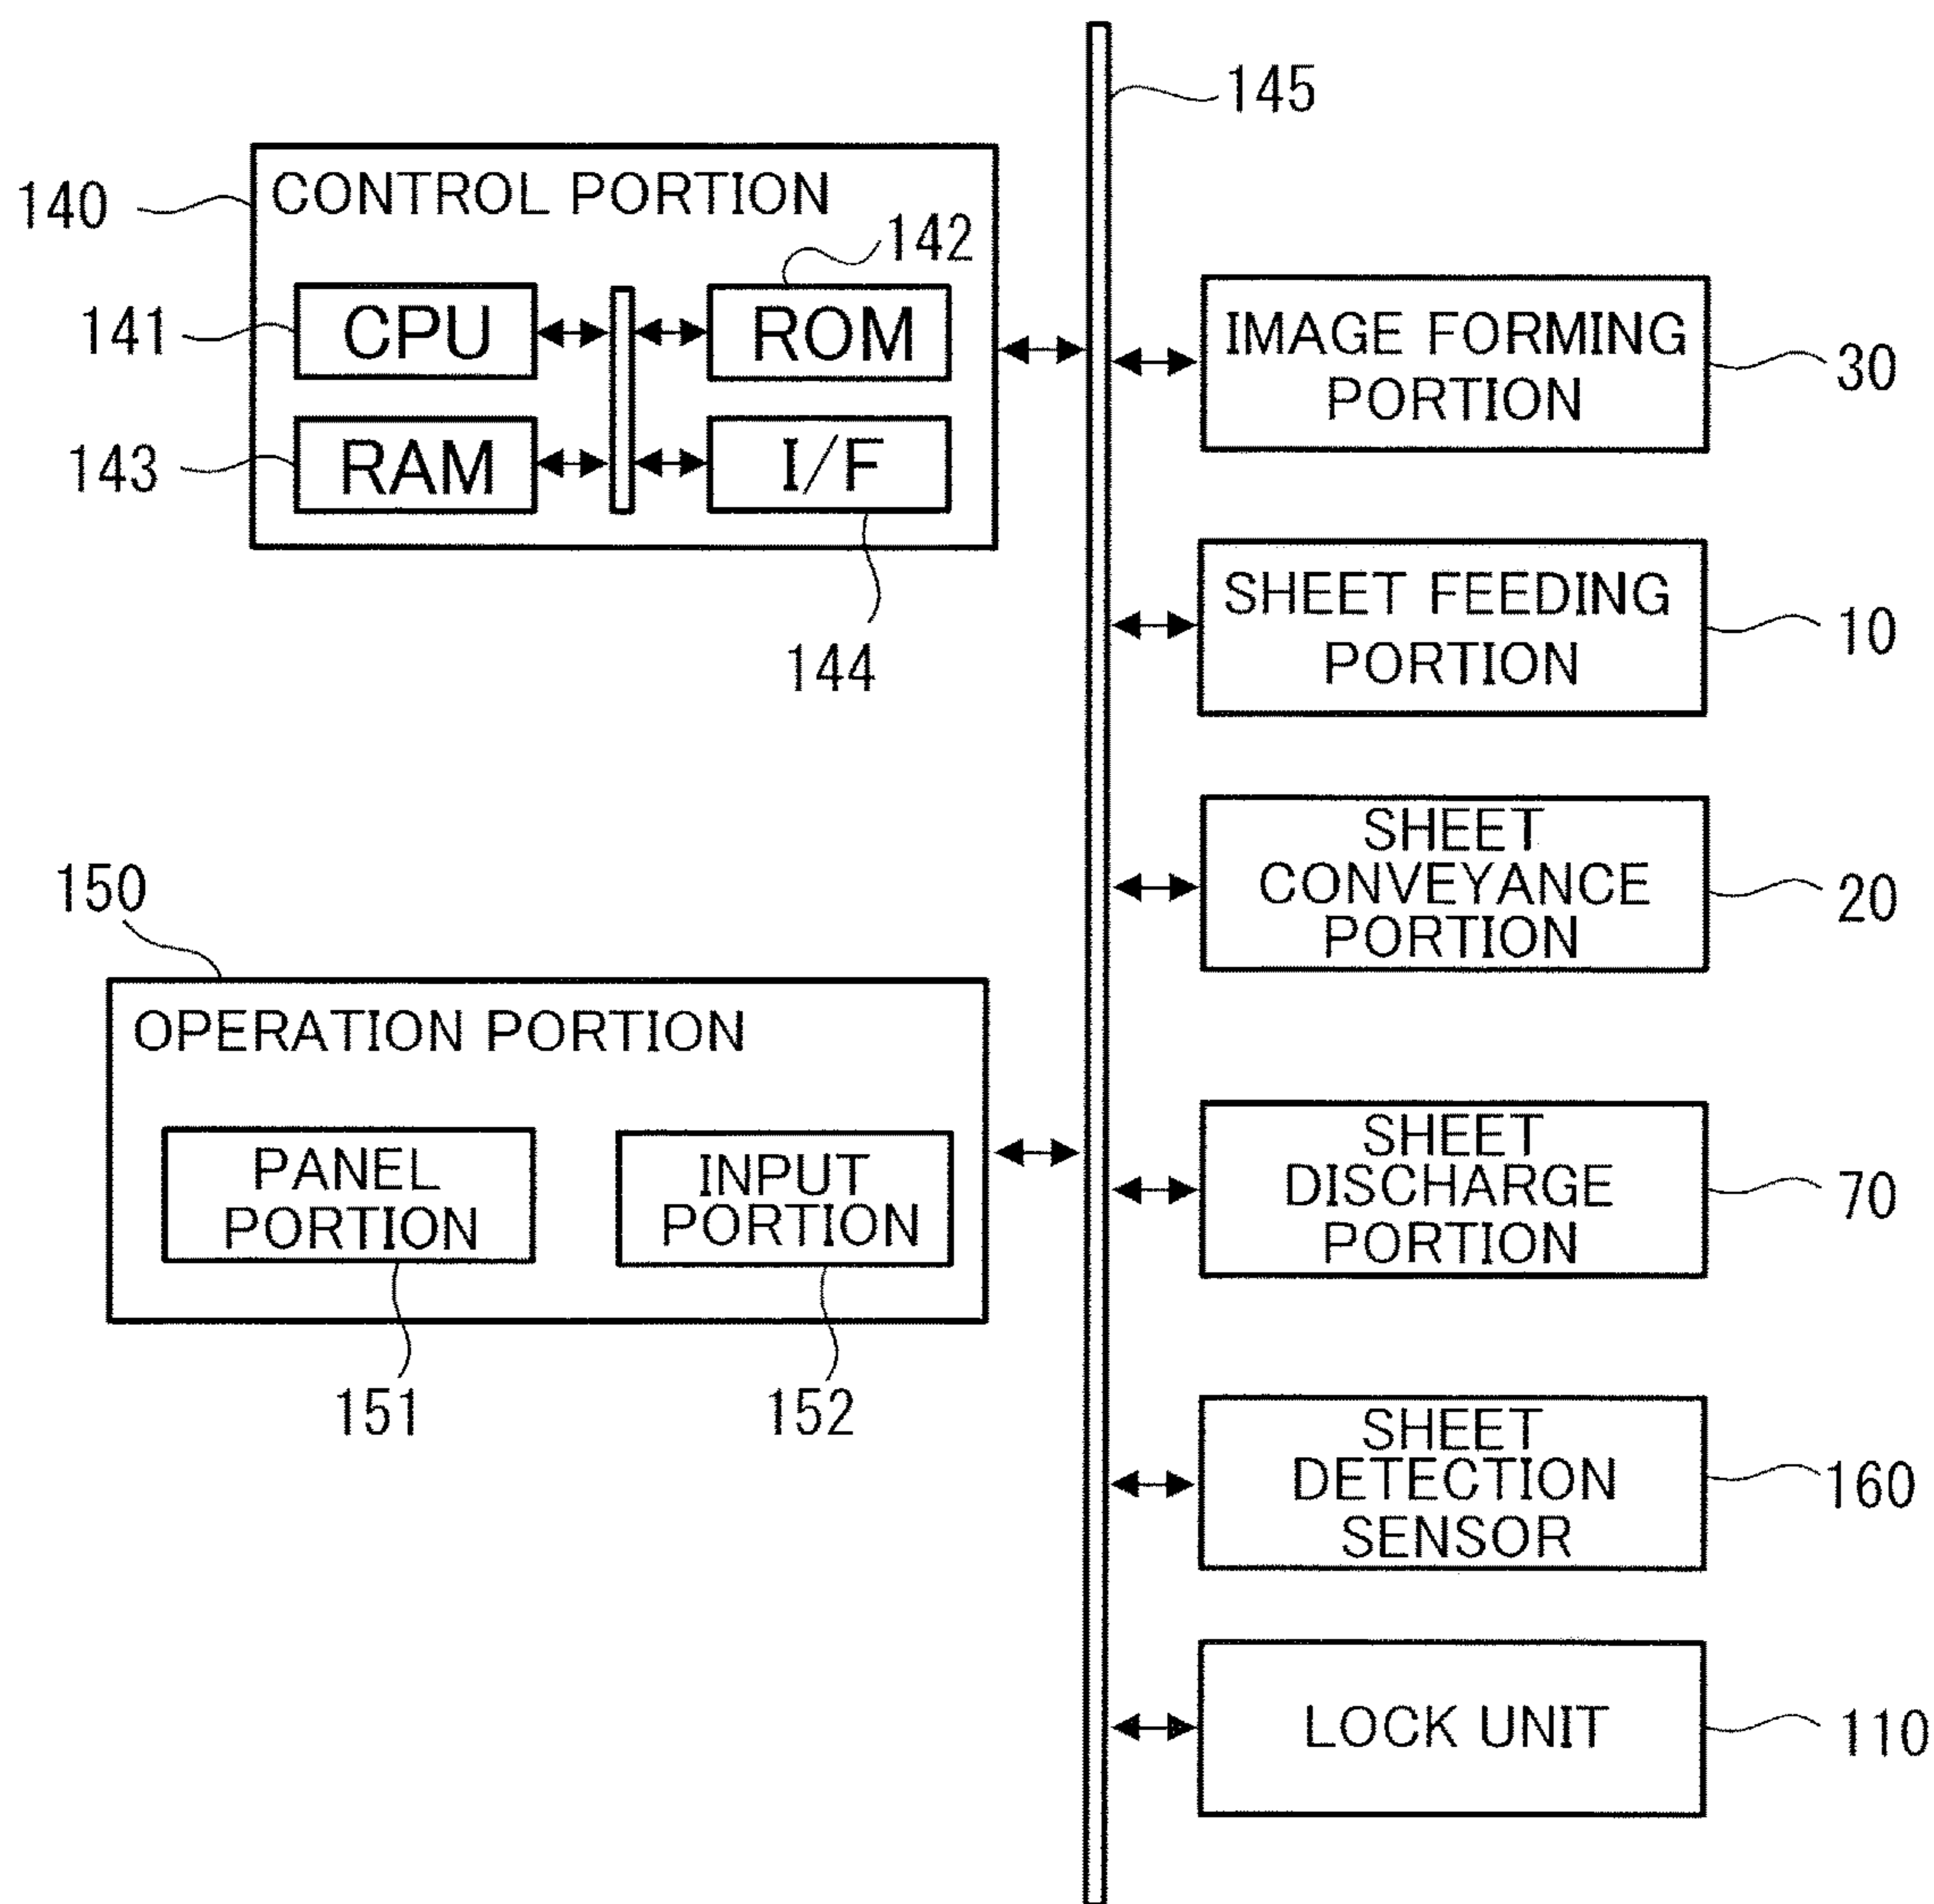 145
140
CONTROL PORTION
142
141
CPU
ROM
143
RAM
I/F
144
150
OPERATION PORTION
PANEL
PORTION
INPUT
PORTION
151
152
IMAGE FORMING
PORTION
30
SHEET FEEDING
PORTION
10
SHEET
CONVEYANCE
PORTION
20
SHEET
DISCHARGE
PORTION
70
SHEET
DETECTION
SENSOR
160
LOCK UNIT
110